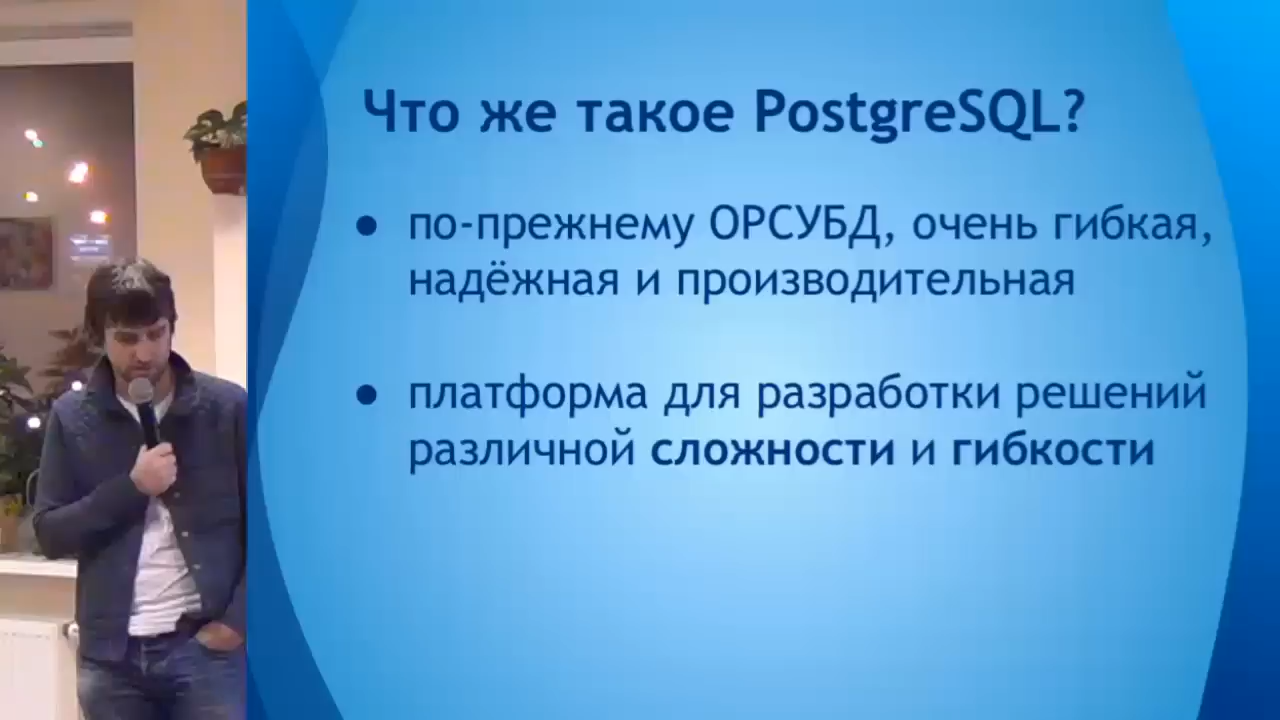 Что же такое PostgreSQL?
● по-прежнему ОРСУБД, очень гибкая,
надёжная и производительная
● платформа для разработки решений
различной сложности и гибкости